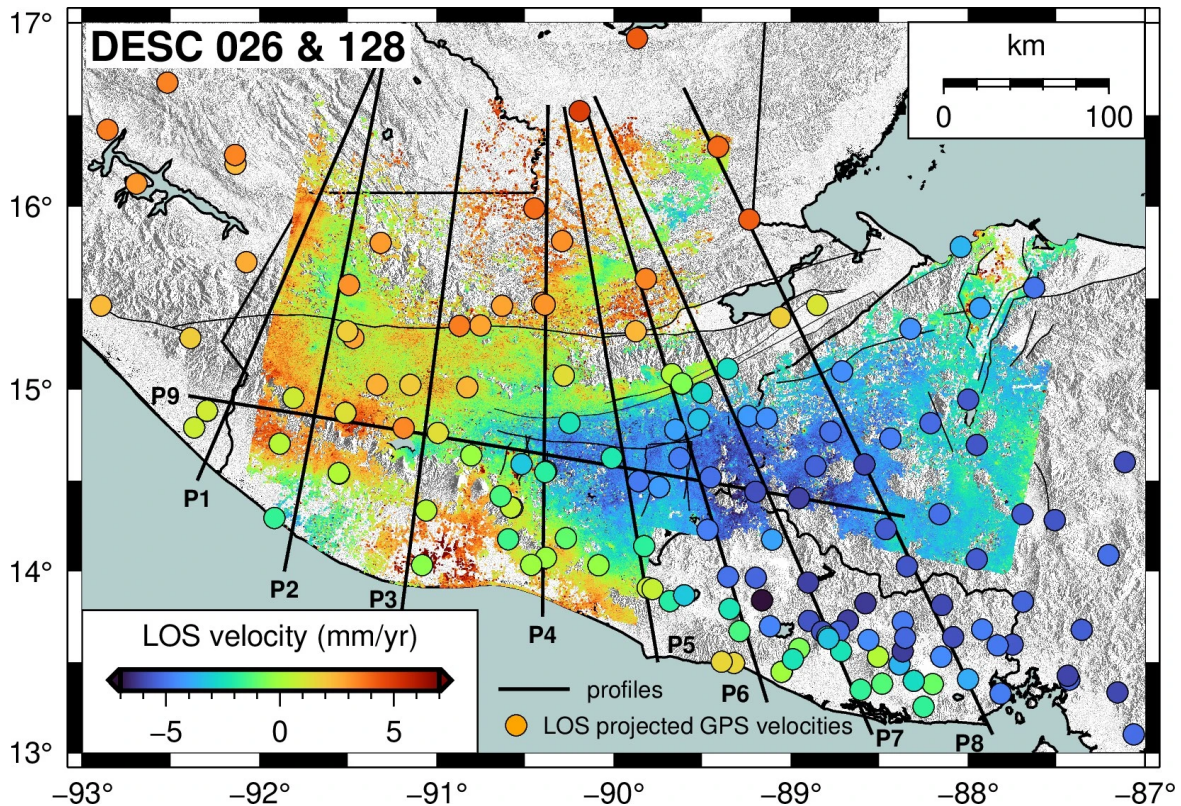 17°
16°
15°
14°
13°
DESC 026 & 128
km
0 100
P9
P1
P2
P3
P4
P5
P6
P7
P8
LOS velocity (mm/yr)
−5 0 5
profiles
LOS projected GPS velocities
−93° −92° −91° −90° −89° −88° −87°